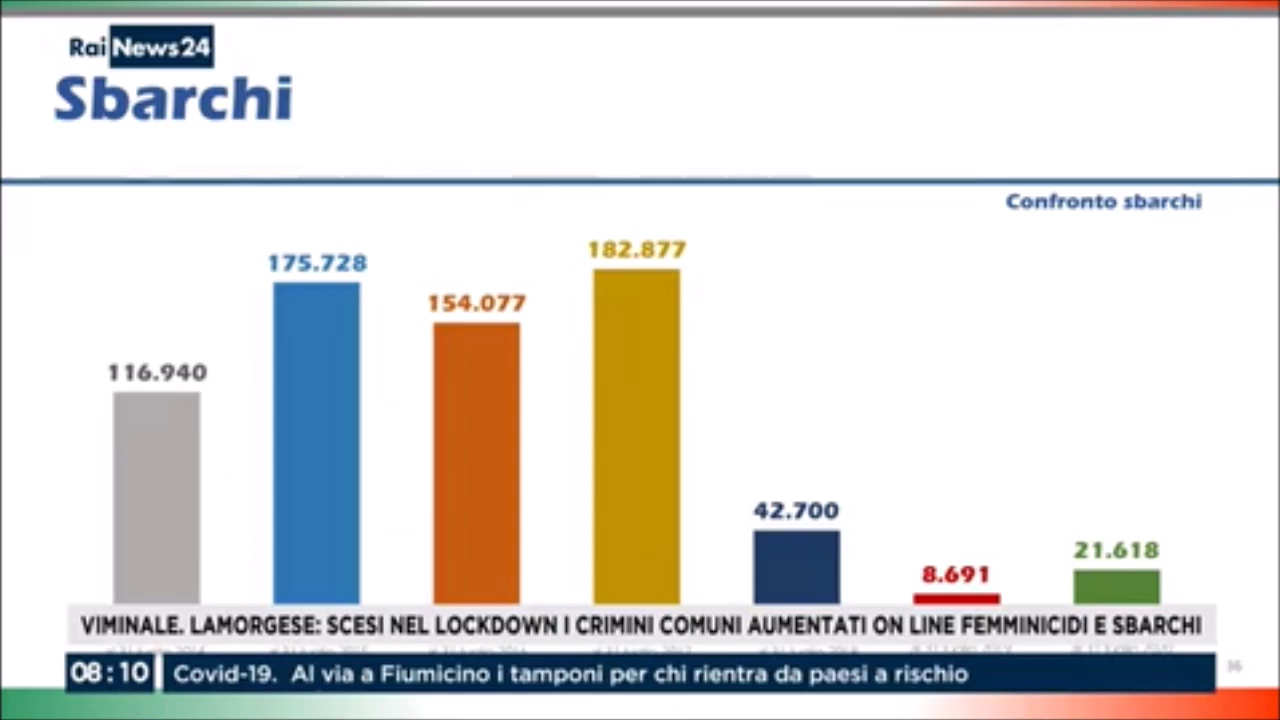 Rai News24
Sbarchi
Confronto sbarchi
182.877
175.728
154.077
116.940
42.700
21.618
8.691
VIMINALE. LAMORGESE: SCESI NEL LOCKDOWN I CRIMINI COMUNI AUMENTATI ON LINE FEMMINICIDI E SBARCHI
08:10 Covid-19. Al via a Fiumicino i tamponi per chi rientra da paesi a rischio